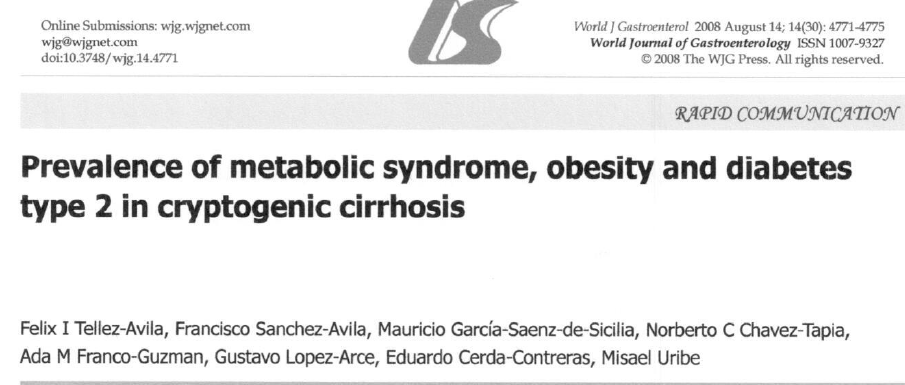 Online Submissions: wjg.wjgnet.com
wjg@wjgnet.com
doi:10.3748/wjg.14.4771
World J Gastroenterol 2008 August 14; 14(30): 4771-4775
World Journal of Gastroenterology ISSN 1007-9327
© 2008 The WJG Press. All rights reserved.
RAPID COMMUNICATION
Prevalence of metabolic syndrome, obesity and diabetes
type 2 in cryptogenic cirrhosis
Felix I Tellez-Avila, Francisco Sanchez-Avila, Mauricio García-Saenz-de-Sicilia, Norberto C Chavez-Tapia,
Ada M Franco-Guzman, Gustavo Lopez-Arce, Eduardo Cerda-Contreras, Misael Uribe